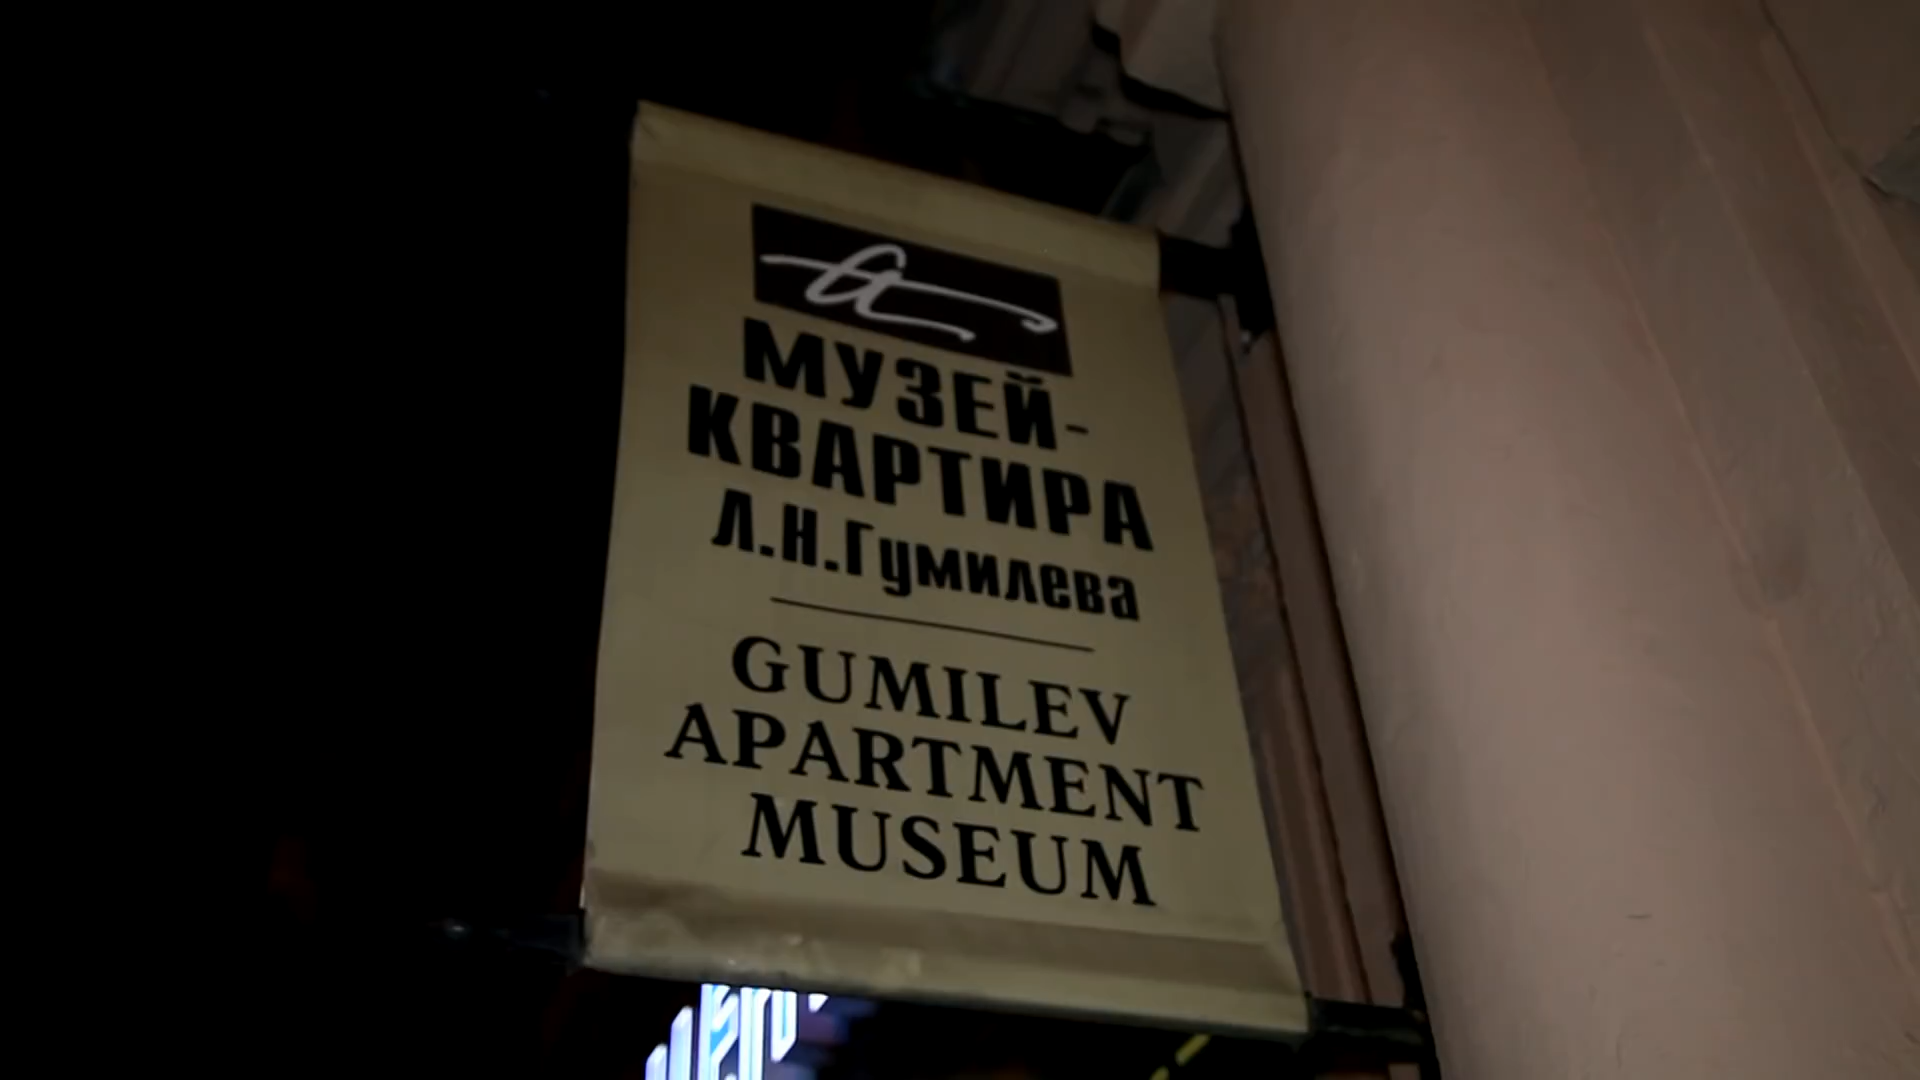 МУЗЕЙ-
КВАРТИРА
Л.Н.Гумилева
GUMILEV
APARTMENT
MUSEUM